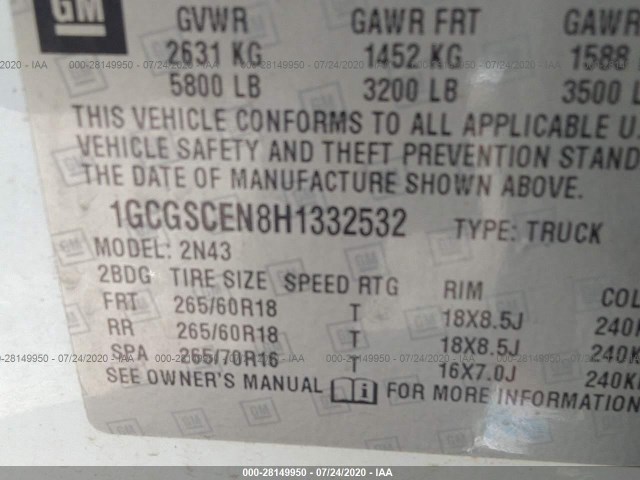 GM
GVWR GAWR FRT GAWR
2631 KG 1452 KG 1588
5800 LB 3200 LB 3500
THIS VEHICLE CONFORMS TO ALL APPLICABLE U
VEHICLE SAFETY AND THEFT PREVENTION STAND
THE DATE OF MANUFACTURE SHOWN ABOVE.
1GCGSCEN8H1332532 TYPE: TRUCK
MODEL: 2N43
2BDG TIRE SIZE SPEED RTG RIM COL
FRT 265/60R18 T 18X8.5J 240K
RR 265/60R18 T 18X8.5J 240K
SPA 265/70R16 T 16X7.0J 240K
SEE OWNER'S MANUAL i FOR MORE INFORMATION
000-28149950 / 07/24/2020 - IAA